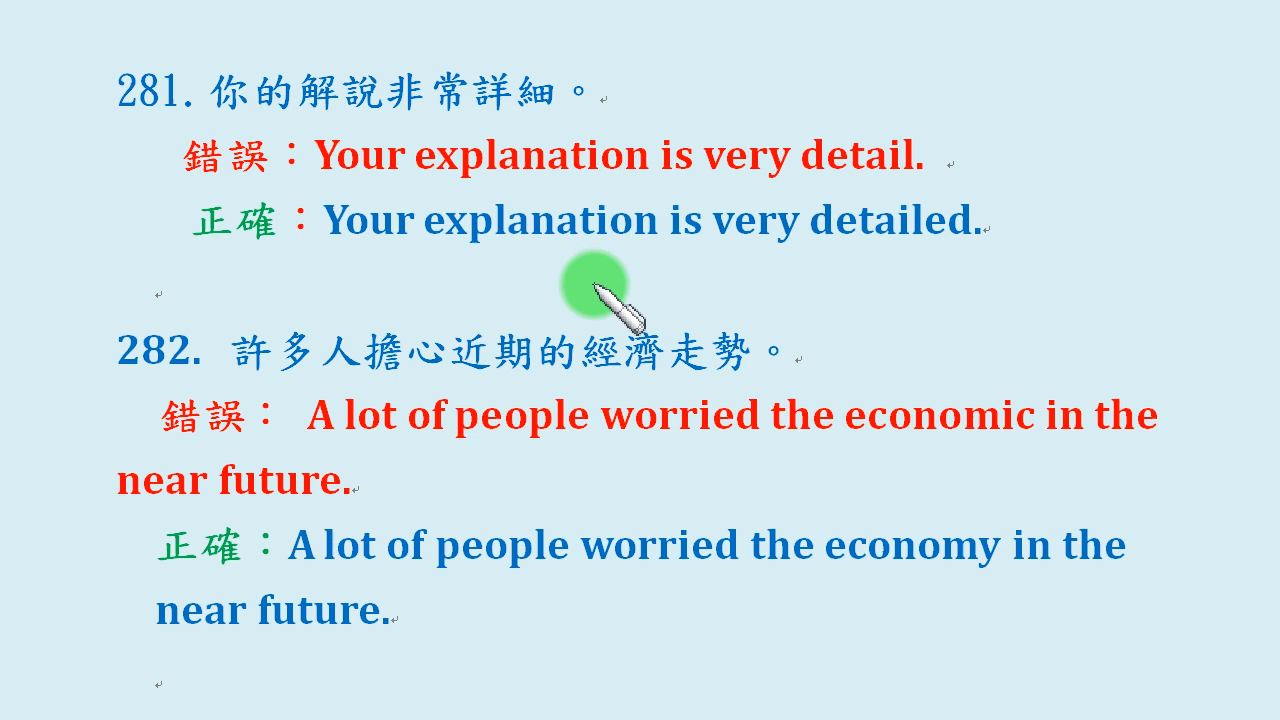 281. 你的解說非常詳細。
錯誤：Your explanation is very detail.
正確：Your explanation is very detailed.
282. 許多人擔心近期的經濟走勢。
錯誤： A lot of people worried the economic in the
near future.
正確：A lot of people worried the economy in the
near future.